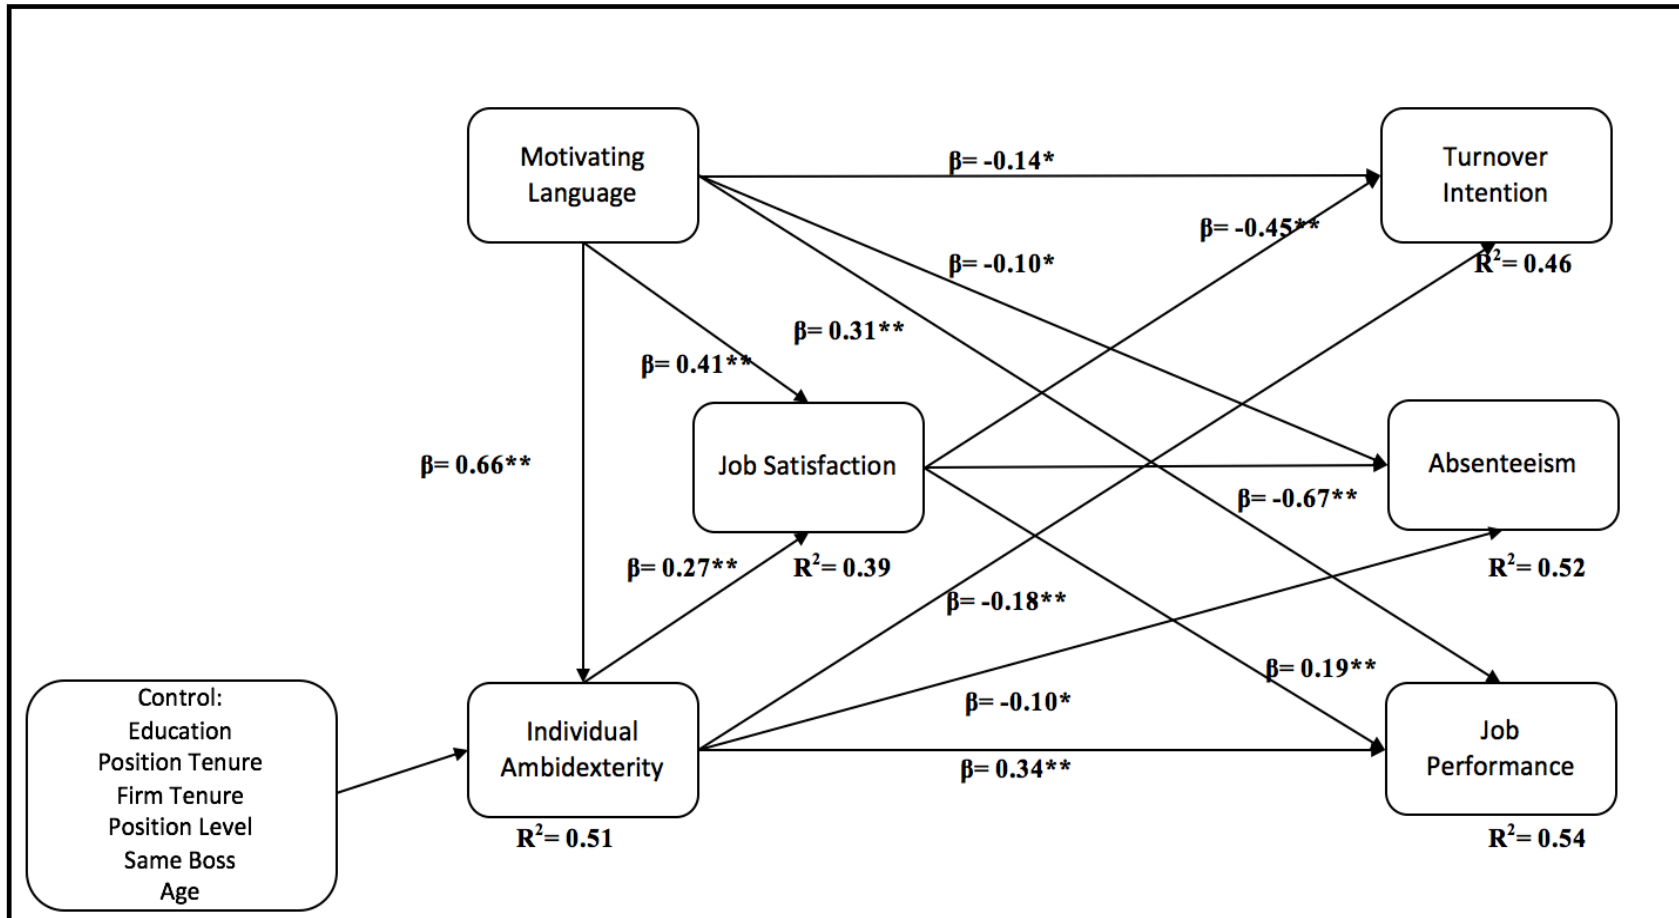 Motivating
Language
Turnover
Intention
β= -0.14*
β= -0.45**
β= -0.10*
R²= 0.46
β= 0.31**
β= 0.41**
β= 0.66**
Job Satisfaction
Absenteeism
β= -0.67**
β= 0.27**
R²= 0.39
R²= 0.52
β= -0.18**
β= 0.19**
β= -0.10*
Control:
Education
Position Tenure
Firm Tenure
Position Level
Same Boss
Age
Individual
Ambidexterity
β= 0.34**
Job
Performance
R²= 0.51
R²= 0.54